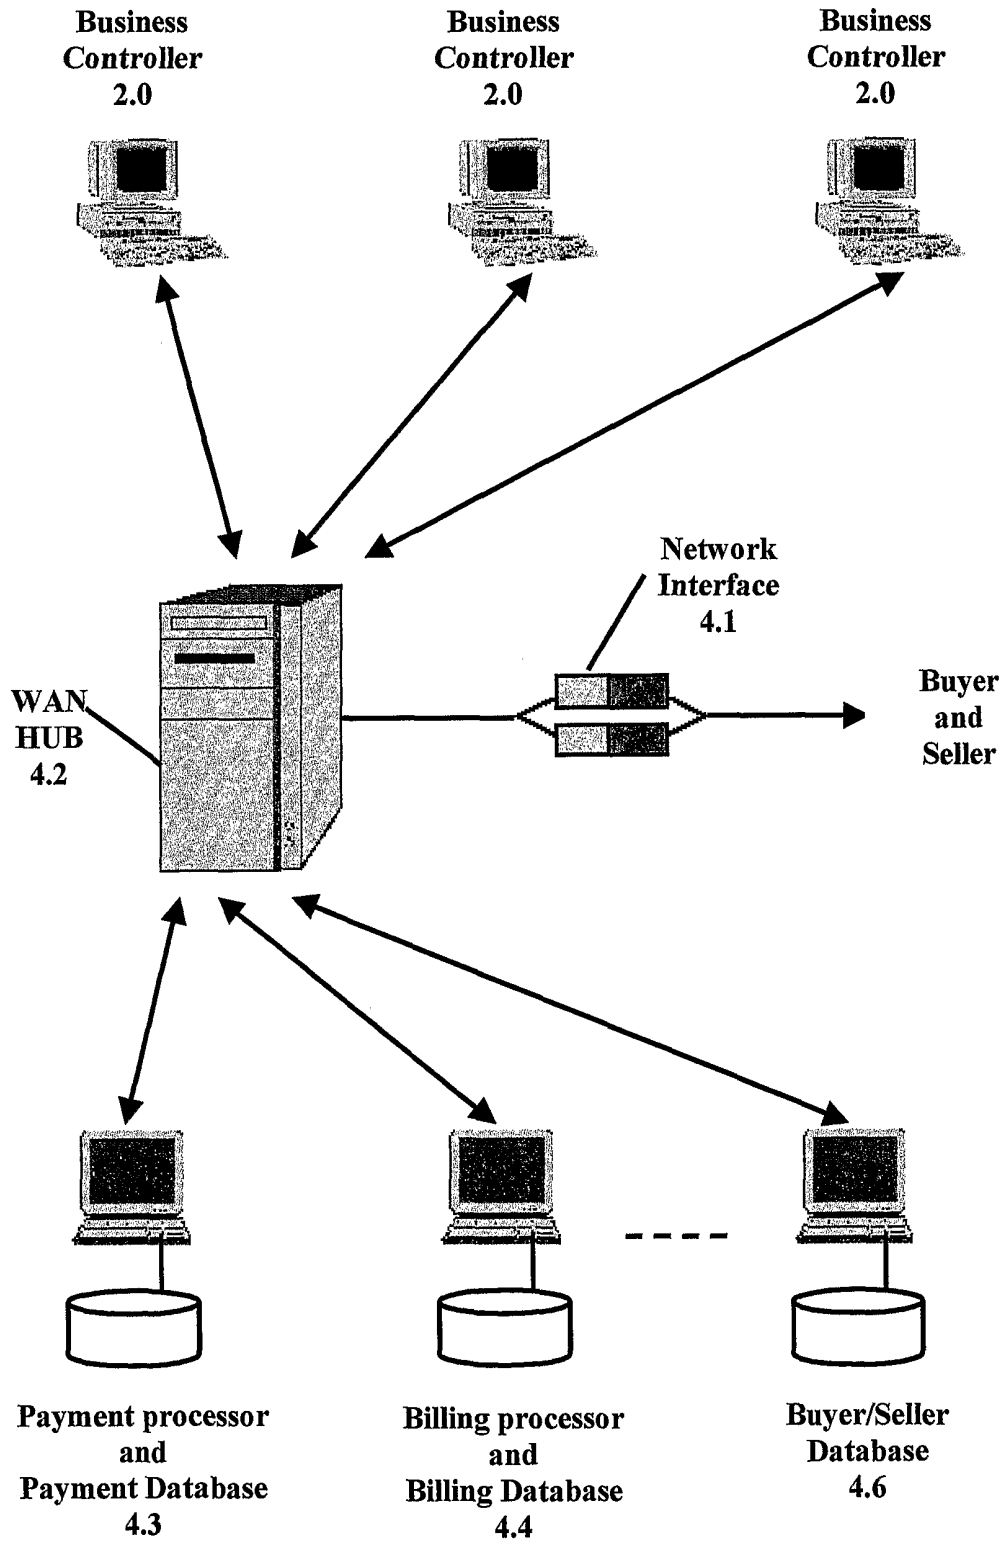 Business
Controller
2.0
Business
Controller
2.0
Business
Controller
2.0
Network
Interface
4.1
WAN
HUB
4.2
Buyer
and
Seller
Payment processor
and
Payment Database
4.3
Billing processor
and
Billing Database
4.4
Buyer/Seller
Database
4.6